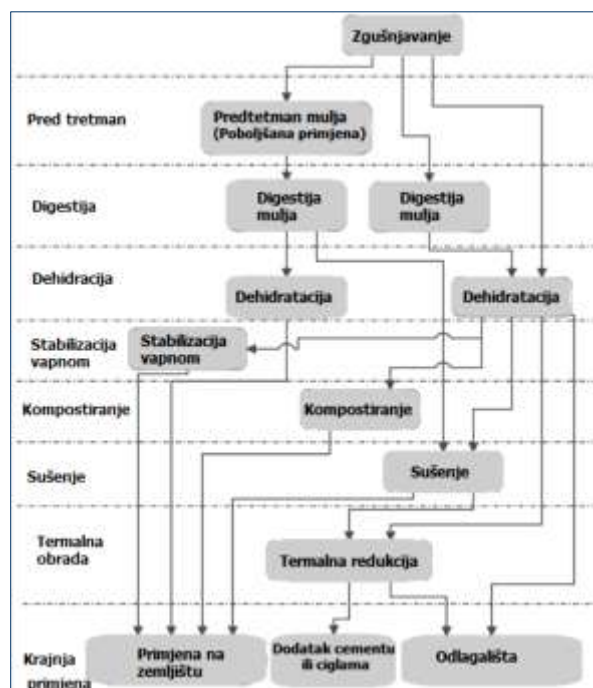 Zgušnjavanje
Pred tretman
Predtetman mulja
(Poboljšana primjena)
Digestija
Digestija
mulja
Digestija
mulja
Dehidracija
Dehidratacija
Dehidratacija
Stabilizacija
vapnom
Stabilizacija
vapnom
Kompostiranje
Kompostiranje
Sušenje
Sušenje
Termalna
obrada
Termalna redukcija
Krajnja
primjena
Primjena na
zemljištu
Dodatak cementu
ili ciglama
Odlagališta